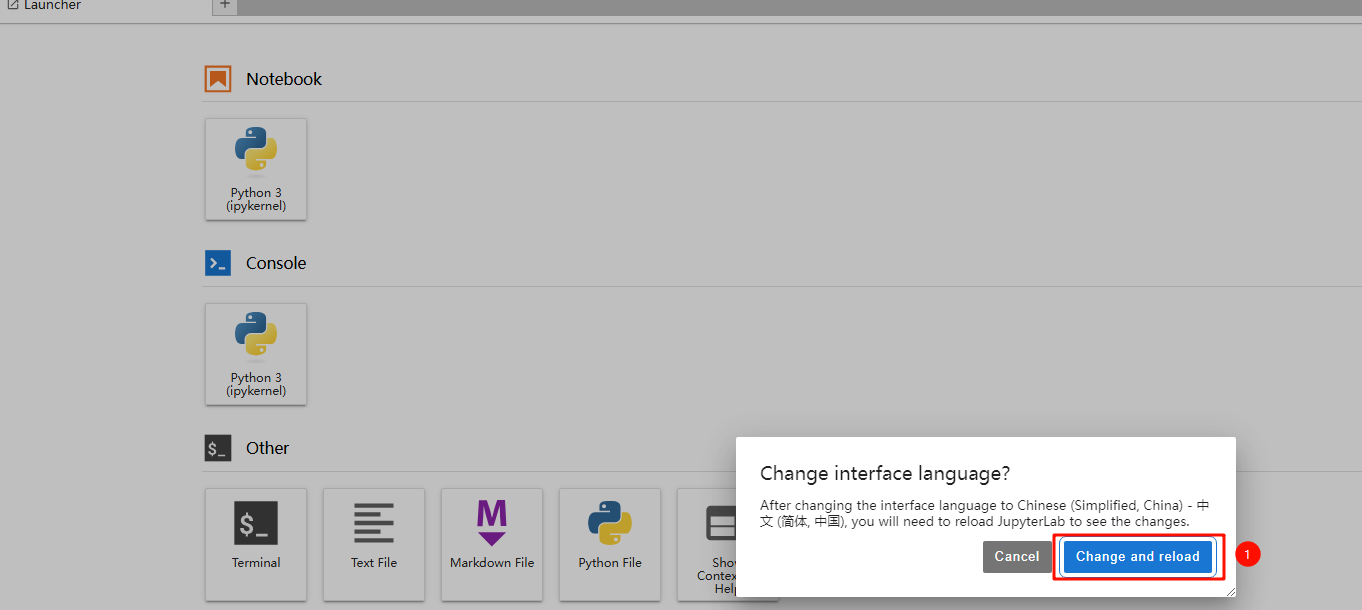 Launcher
+
Notebook
Python 3
(ipykernel)
Console
Python 3
(ipykernel)
$_ Other
$_
Terminal
Text File
M
Markdown File
Python File
Sho
Contex
Help
Change interface language?
After changing the interface language to Chinese (Simplified, China) - 中
文 (简体, 中国), you will need to reload JupyterLab to see the changes.
Cancel
Change and reload
1